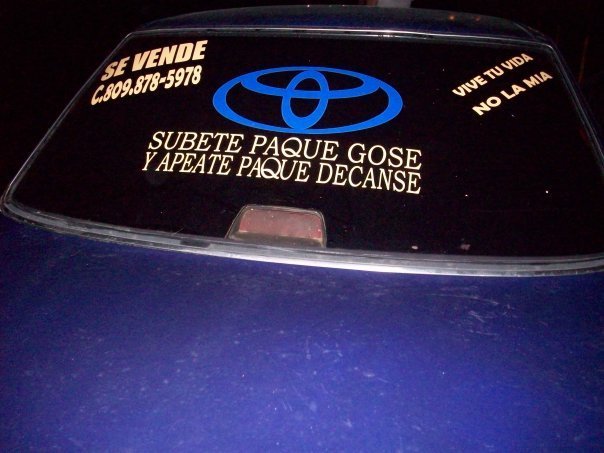 SE VENDE
C.809.878-5978
VIVE TU VIDA
NO LA MIA
SUBETE PAQUE GOSE
Y APEATE PAQUE DECANSE